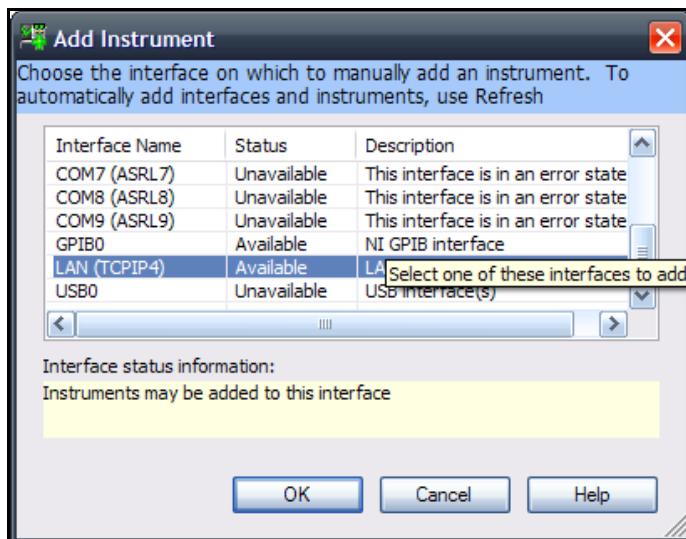 Add Instrument
Choose the interface on which to manually add an instrument. To
automatically add interfaces and instruments, use Refresh
Interface Name Status Description
COM7 (ASRL7) Unavailable This interface is in an error state
COM8 (ASRL8) Unavailable This interface is in an error state
COM9 (ASRL9) Unavailable This interface is in an error state
GPIB0 Available NI GPIB interface
LAN (TCPIP4) Available LA
Select one of these interfaces to add
USB0 Unavailable USB interface(s)
Interface status information:
Instruments may be added to this interface
OK Cancel Help